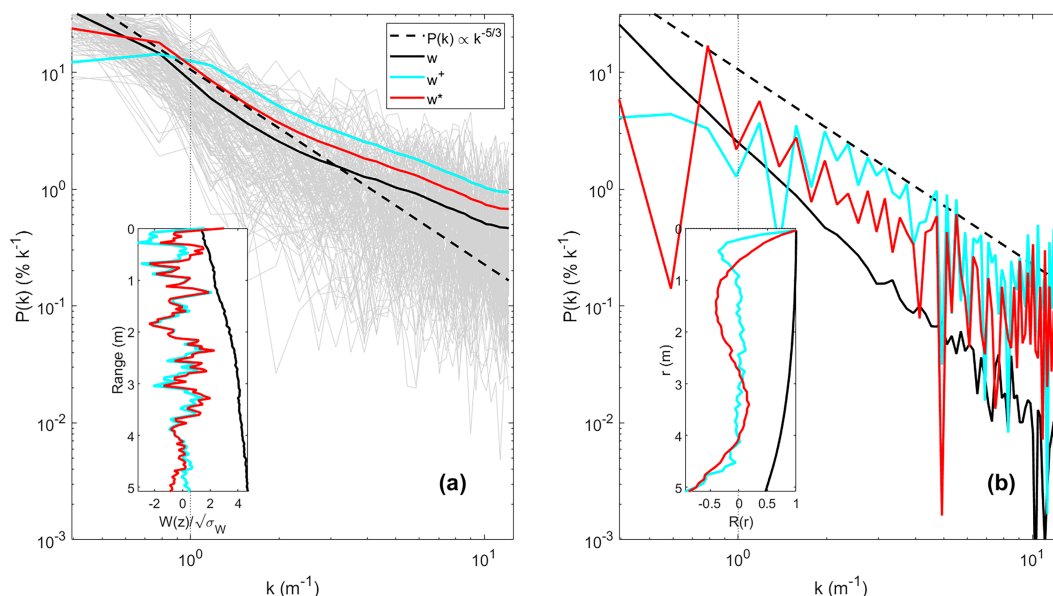 P(k) ∝ k^-5/3
w
w^+
w^*
10^1
10^0
10^-1
10^-2
10^-3
P(k) (% k^-1)
0
1
2
3
4
5
Range (m)
-2 0 2 4
W(z)/√σ_W
(a)
10^0 10^1
k (m^-1)
10^1
10^0
10^-1
10^-2
10^-3
P(k) (% k^-1)
0
1
2
3
4
5
r (m)
-0.5 0 0.5 1
R(r)
(b)
10^0 10^1
k (m^-1)